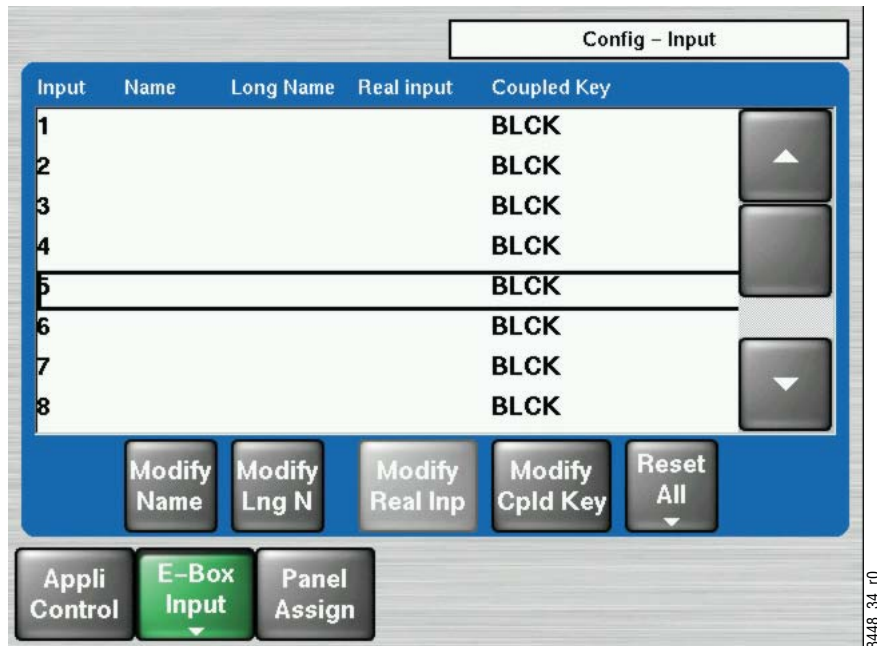 Config – Input
Input Name Long Name Real input Coupled Key
1 BLCK
2 BLCK
3 BLCK
4 BLCK
5 BLCK
6 BLCK
7 BLCK
8 BLCK
Modify Name
Modify Lng N
Modify Real Inp
Modify Cpld Key
Reset All
Appli Control
E-Box Input
Panel Assign
8448_34_r0